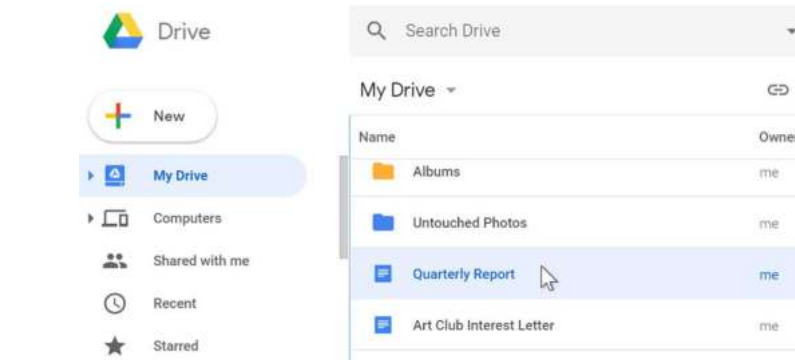 Drive
Search Drive
My Drive
New
Name
Owner
My Drive
Albums
me
Computers
Untouched Photos
me
Shared with me
Quarterly Report
me
Recent
Art Club Interest Letter
me
Starred